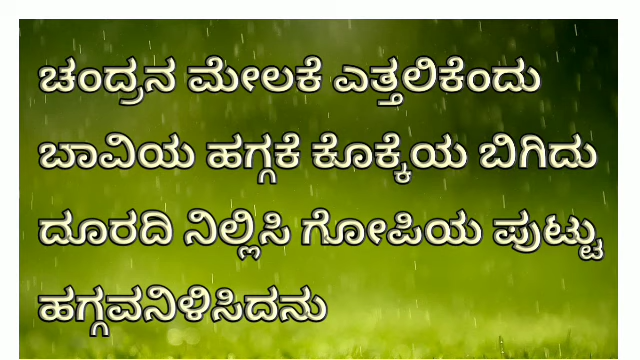 ಚಂದ್ರನ ಮೇಲಕೆ ಎತ್ತಲಿಕೆಂದು
ಬಾವಿಯ ಹಗ್ಗಕೆ ಕೊಕ್ಕೆಯ ಬಿಗಿದು
ದೂರದಿ ನಿಲ್ಲಿಸಿ ಗೋಪಿಯ ಪುಟ್ಟು
ಹಗ್ಗವನಿಳಿಸಿದನು